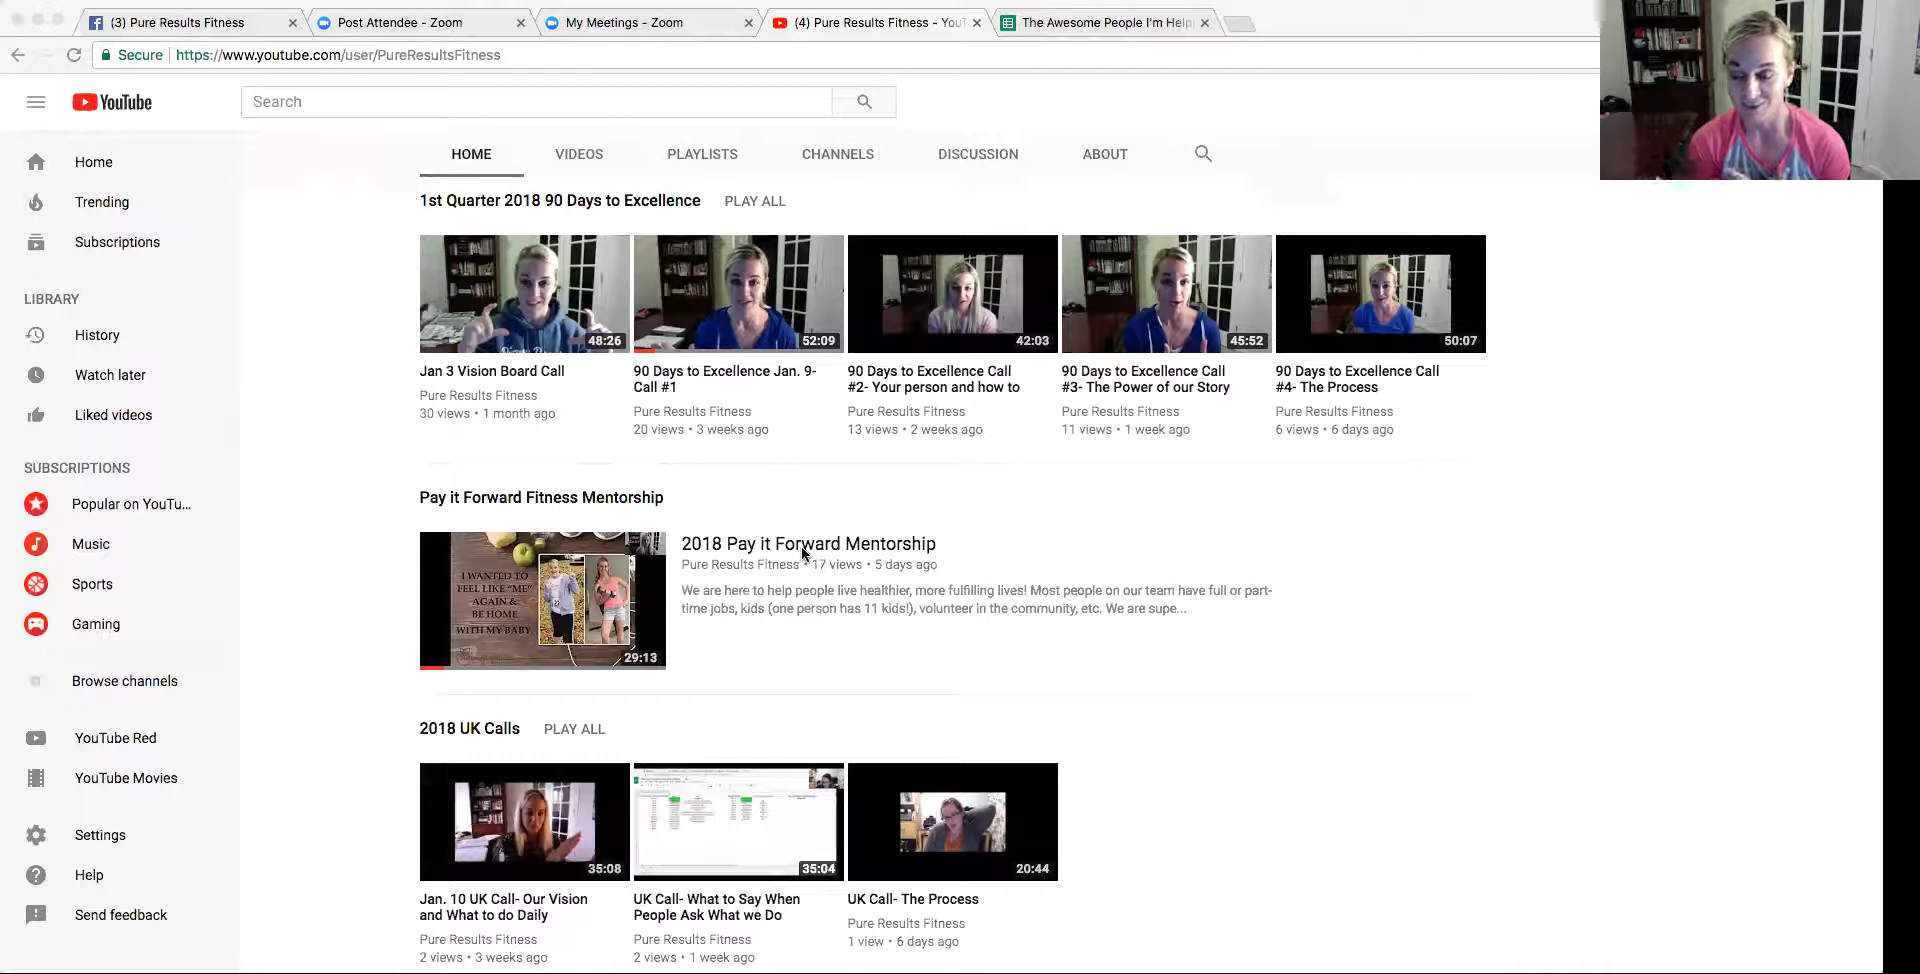 (3) Pure Results Fitness
Post Attendee - Zoom
My Meetings - Zoom
(4) Pure Results Fitness - You
The Awesome People I'm Help
Secure https://www.youtube.com/user/PureResultsFitness
YouTube
Search
HOME VIDEOS PLAYLISTS CHANNELS DISCUSSION ABOUT
Home
Trending
Subscriptions
LIBRARY
History
Watch later
Liked videos
SUBSCRIPTIONS
Popular on YouTu...
Music
Sports
Gaming
Browse channels
YouTube Red
YouTube Movies
Settings
Help
Send feedback
1st Quarter 2018 90 Days to Excellence PLAY ALL
48:26
Jan 3 Vision Board Call
Pure Results Fitness
30 views • 1 month ago
52:09
90 Days to Excellence Jan. 9-
Call #1
Pure Results Fitness
20 views • 3 weeks ago
42:03
90 Days to Excellence Call
#2- Your person and how to
Pure Results Fitness
13 views • 2 weeks ago
45:52
90 Days to Excellence Call
#3- The Power of our Story
Pure Results Fitness
11 views • 1 week ago
50:07
90 Days to Excellence Call
#4- The Process
Pure Results Fitness
6 views • 6 days ago
Pay it Forward Fitness Mentorship
I WANTED TO
FEEL LIKE "ME"
AGAIN &
BE HOME
WITH MY BABY.
29:13
2018 Pay it Forward Mentorship
Pure Results Fitness • 17 views • 5 days ago
We are here to help people live healthier, more fulfilling lives! Most people on our team have full or part-
time jobs, kids (one person has 11 kids!), volunteer in the community, etc. We are supe...
2018 UK Calls PLAY ALL
35:08
Jan. 10 UK Call- Our Vision
and What to do Daily
Pure Results Fitness
2 views • 3 weeks ago
35:04
UK Call- What to Say When
People Ask What we Do
Pure Results Fitness
2 views • 1 week ago
20:44
UK Call- The Process
Pure Results Fitness
1 view • 6 days ago